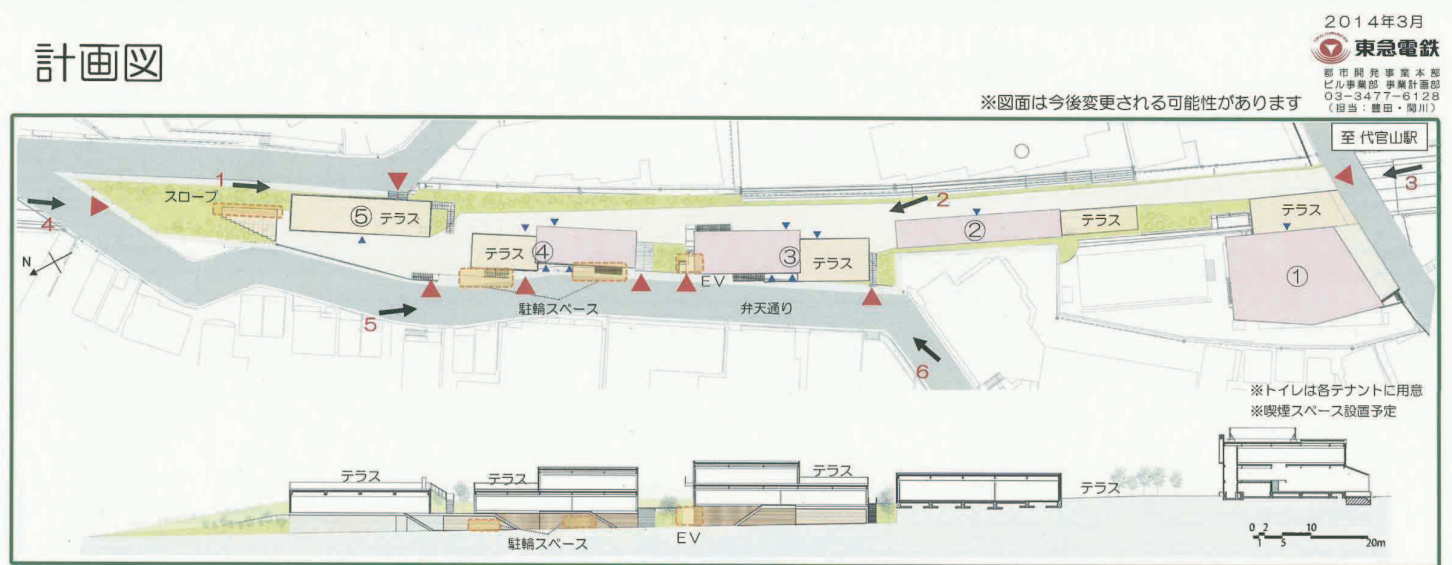 計画図
2014年3月
東急電鉄
都市開発事業本部
ビル事業部 事業計画部
03-3477-6128
(担当:豊田・関川)
※図面は今後変更される可能性があります
至 代官山駅
1
スロープ
4
N
⑤ テラス
テラス
④
③
テラス
2
②
テラス
テラス
3
①
EV
駐輪スペース
弁天通り
5
6
※トイレは各テナントに用意
※喫煙スペース設置予定
テラス
テラス
テラス
テラス
駐輪スペース
EV
0 2 10
1 5 20m